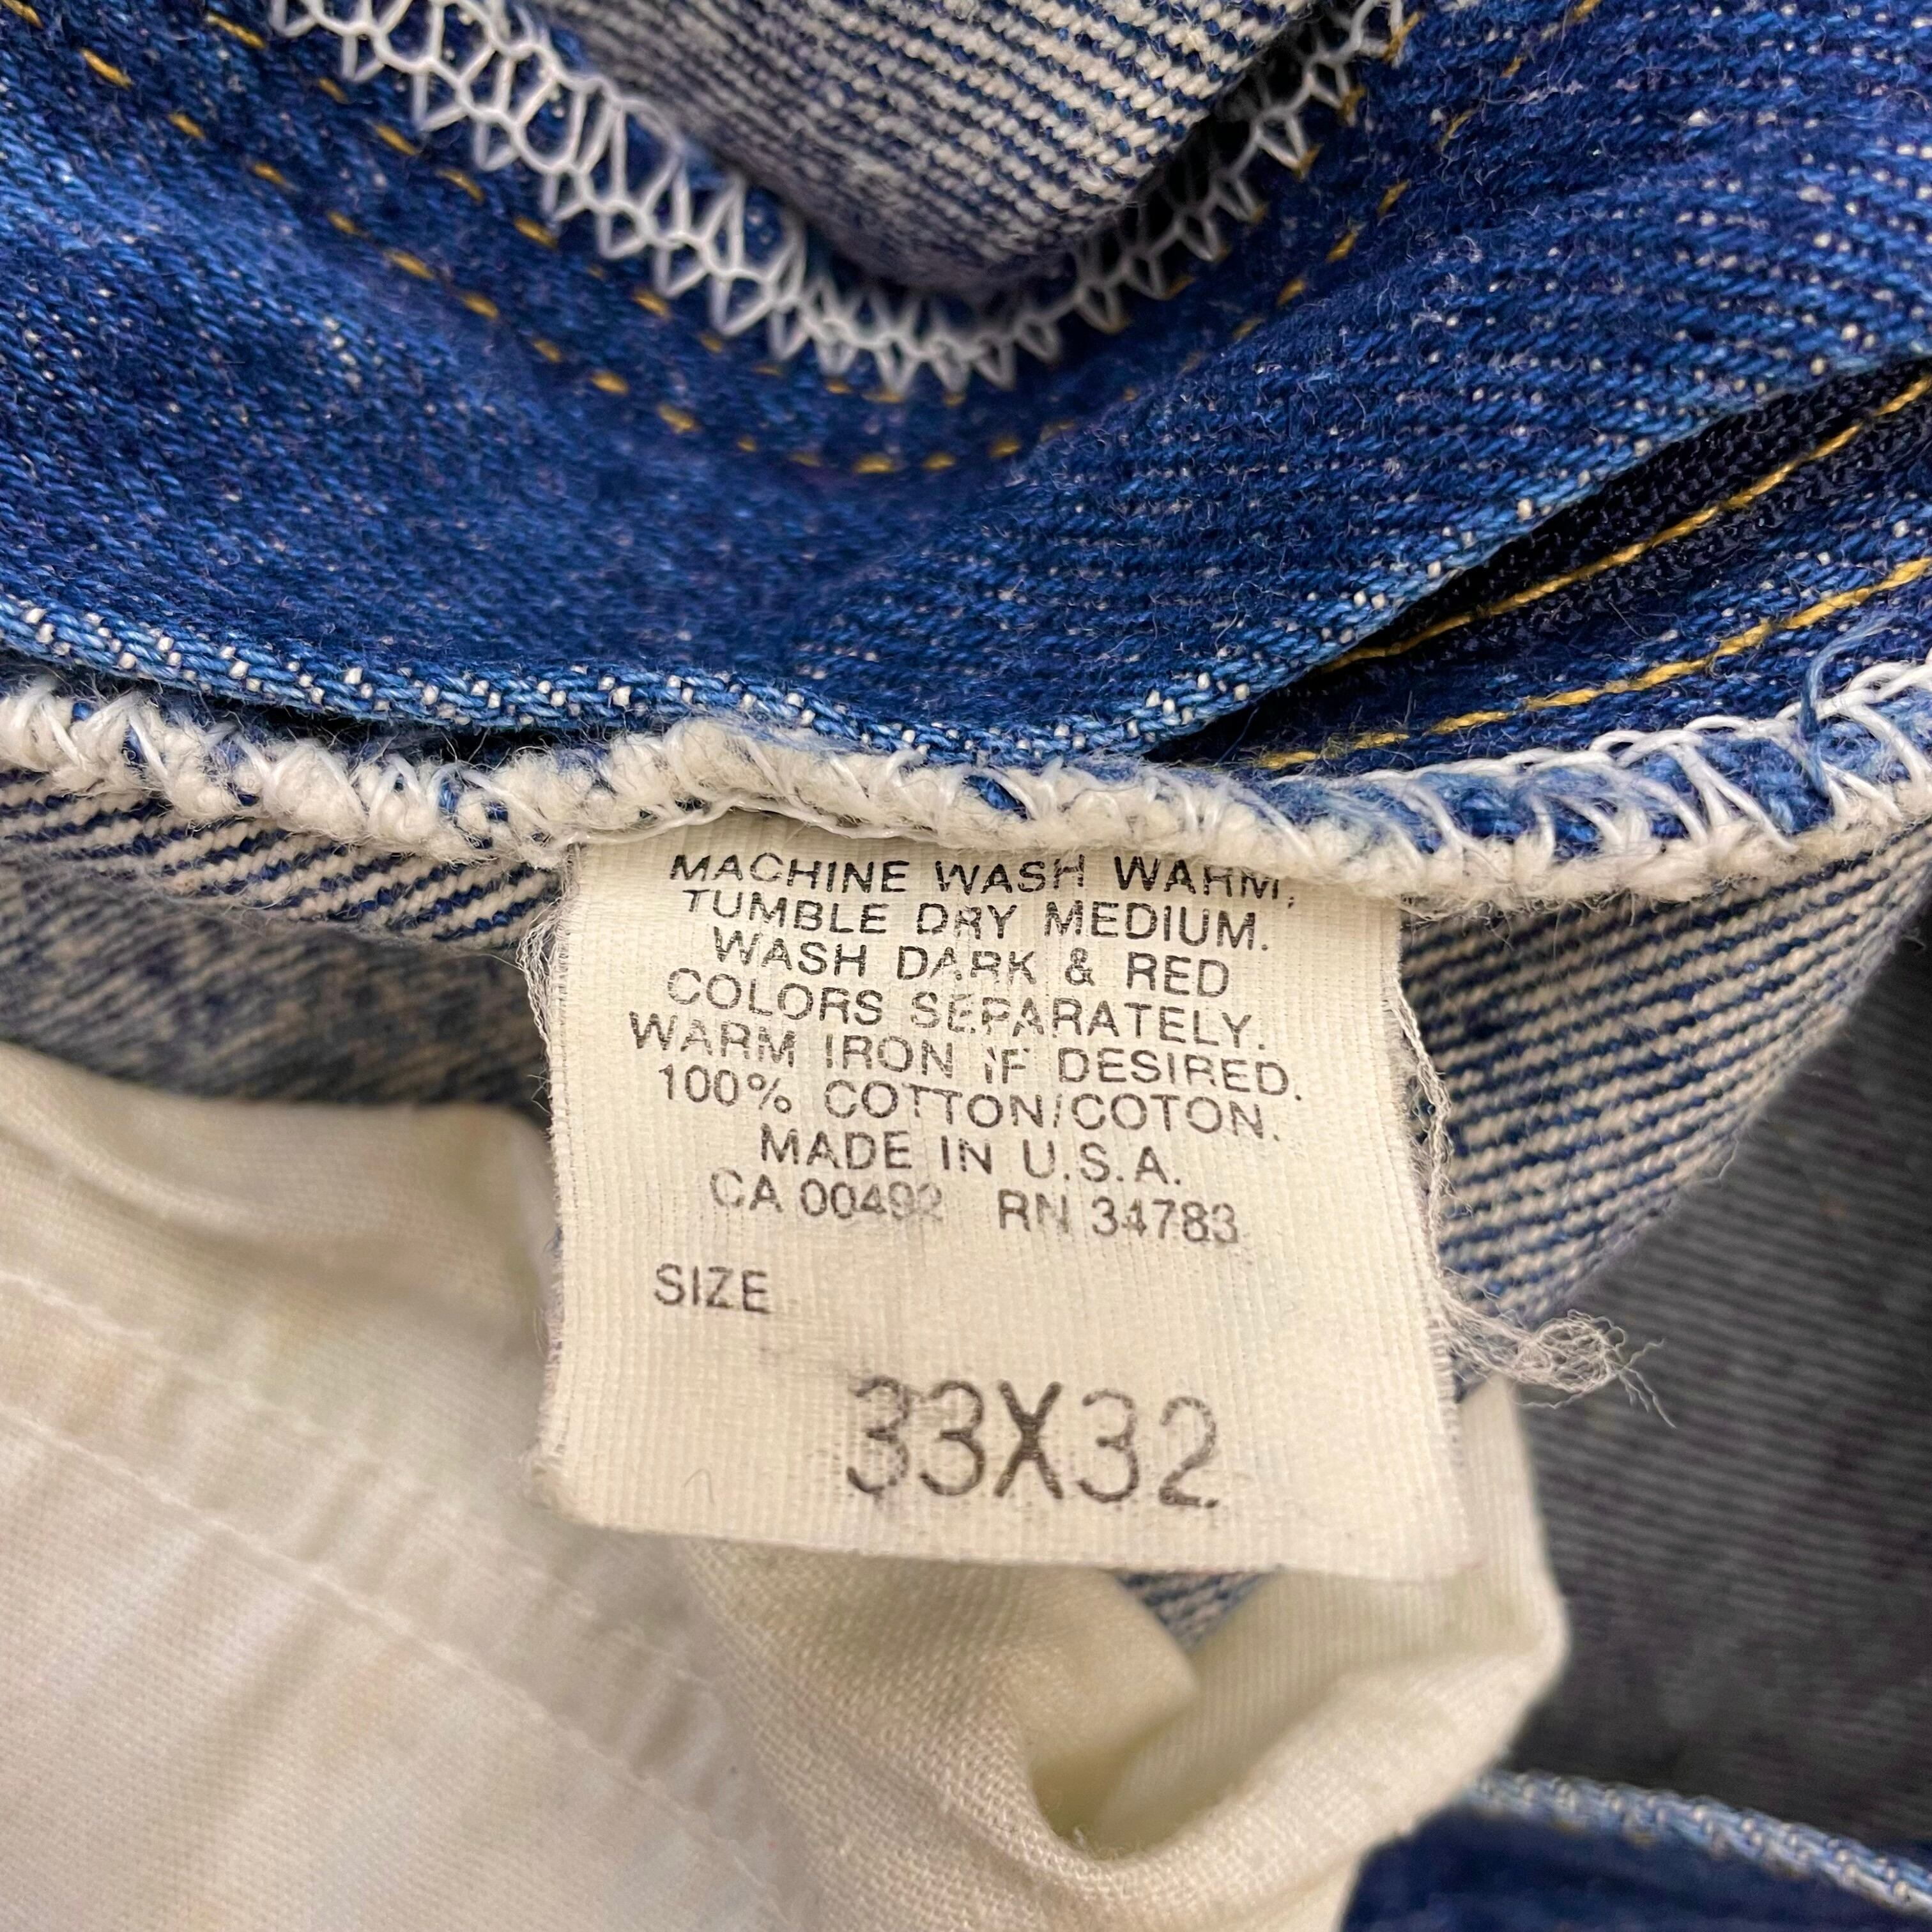 MACHINE WASH WARM,
TUMBLE DRY MEDIUM.
WASH DARK & RED
COLORS SEPARATELY.
WARM IRON IF DESIRED.
100% COTTON/COTON.
MADE IN U.S.A.
CA 00492 RN 34783
SIZE
33X32